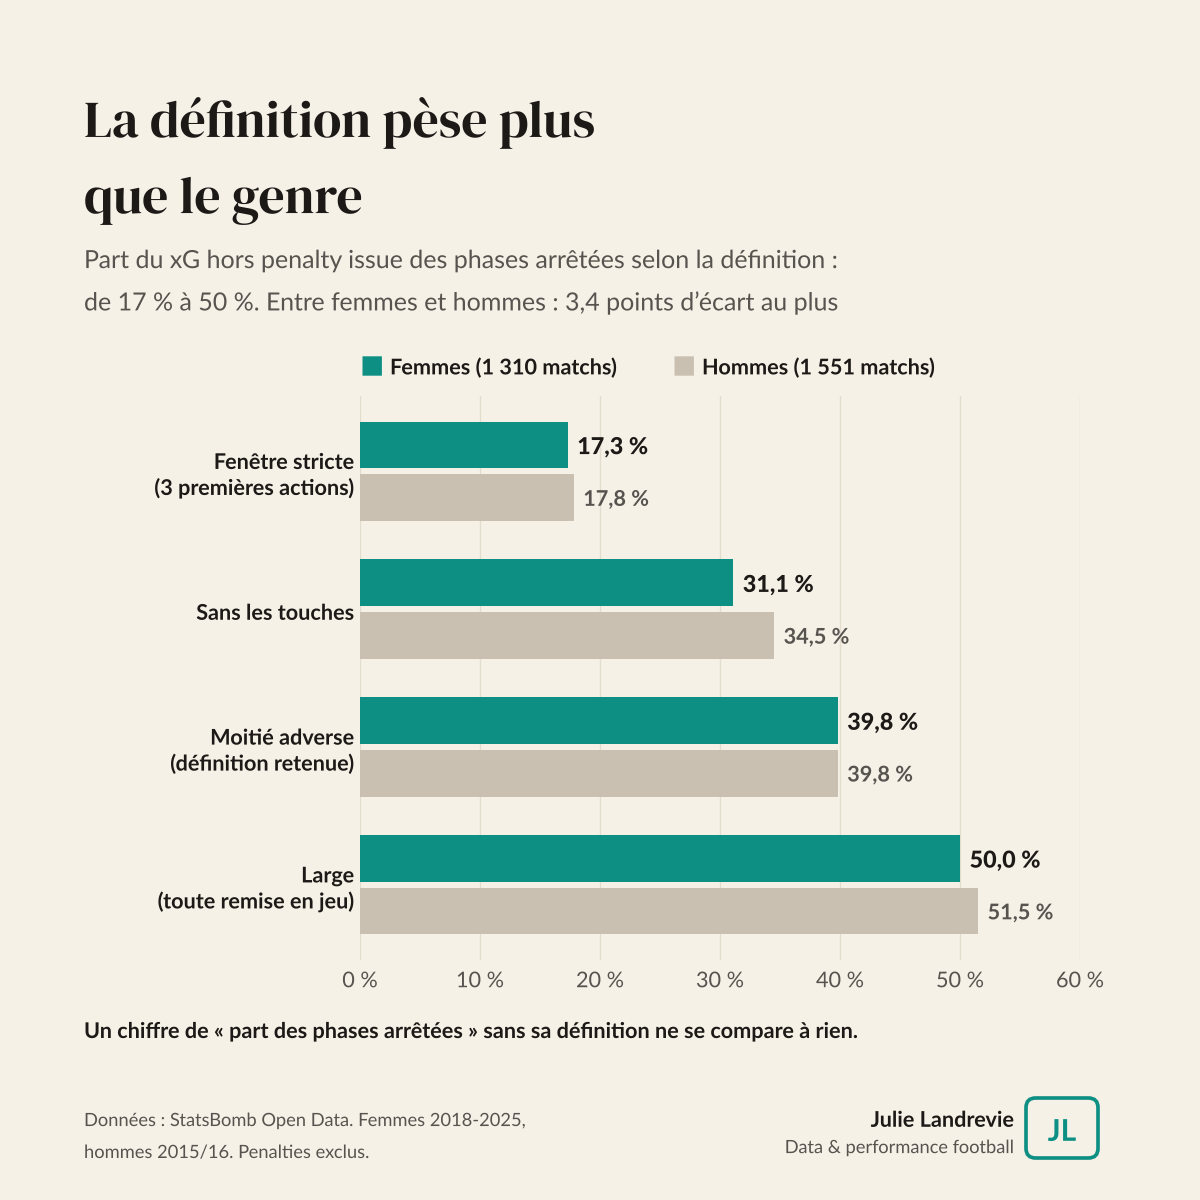 La définition pèse plus
que le genre
Part du xG hors penalty issue des phases arrêtées selon la définition :
de 17 % à 50 %. Entre femmes et hommes : 3,4 points d’écart au plus
Femmes (1 310 matchs)
Hommes (1 551 matchs)
Fenêtre stricte
(3 premières actions)
17,3 %
17,8 %
Sans les touches
31,1 %
34,5 %
Moitié adverse
(définition retenue)
39,8 %
39,8 %
Large
(toute remise en jeu)
50,0 %
51,5 %
0 %
10 %
20 %
30 %
40 %
50 %
60 %
Un chiffre de « part des phases arrêtées » sans sa définition ne se compare à rien.
Données : StatsBomb Open Data. Femmes 2018-2025,
hommes 2015/16. Penalties exclus.
Julie Landrevie
Data & performance football
JL